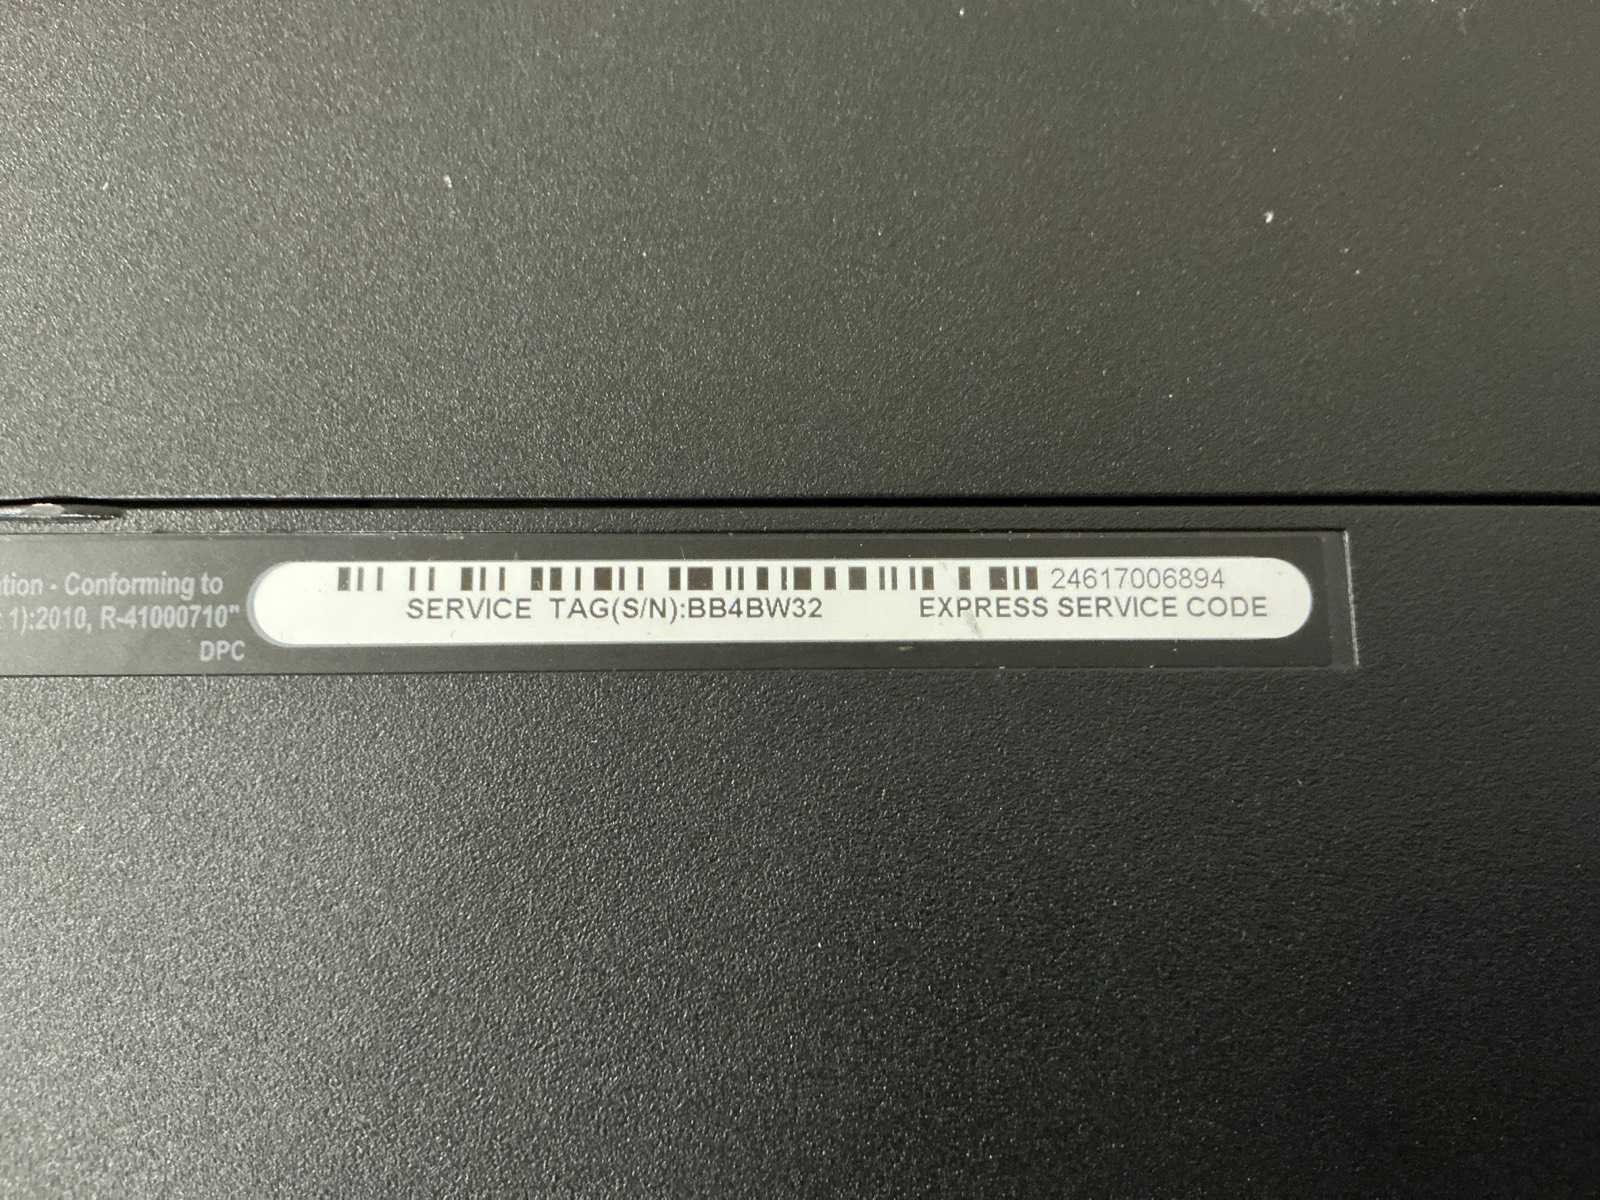 tion - Conforming to
1):2010, R-41000710"
DPC
24617006894
SERVICE TAG(S/N):BB4BW32 EXPRESS SERVICE CODE